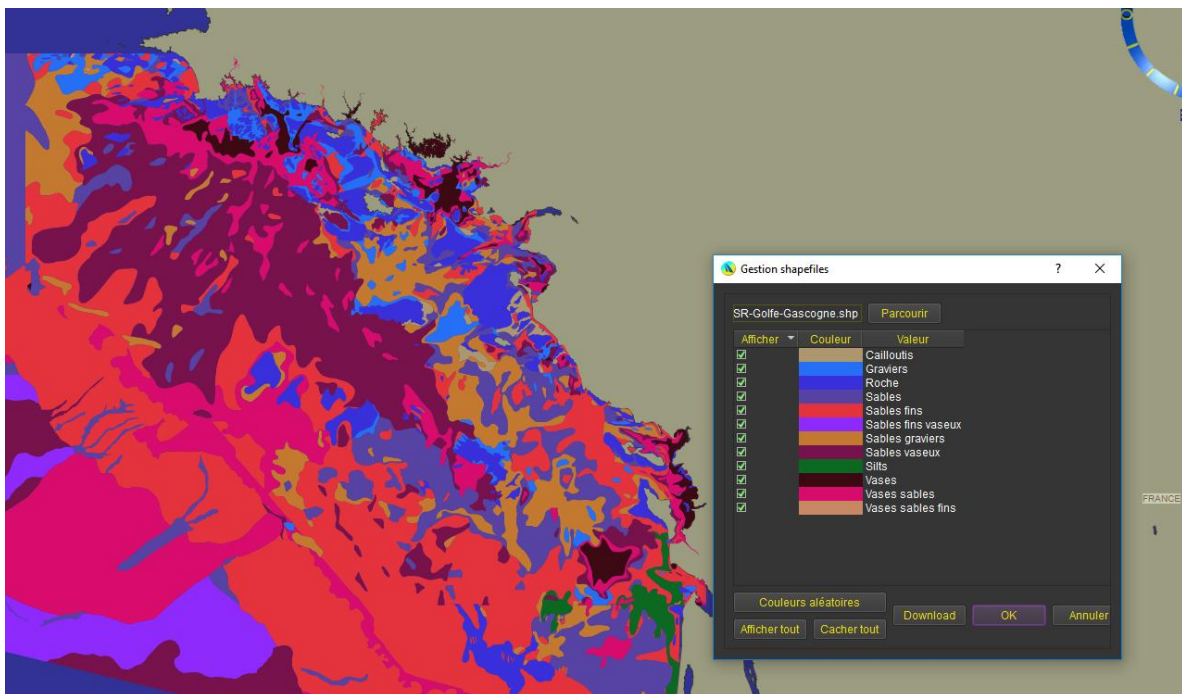 Gestion shapefiles
? X
SR-Golfe-Gascogne.shp Parcourir
Afficher Couleur Valeur
Cailloutis
Graviers
Roche
Sables
Sables fins
Sables fins vaseux
Sables graviers
Sables vaseux
Silts
Vases
Vases sables
Vases sables fins
FRANCE
Couleurs aléatoires
Download OK Annuler
Afficher tout Cacher tout